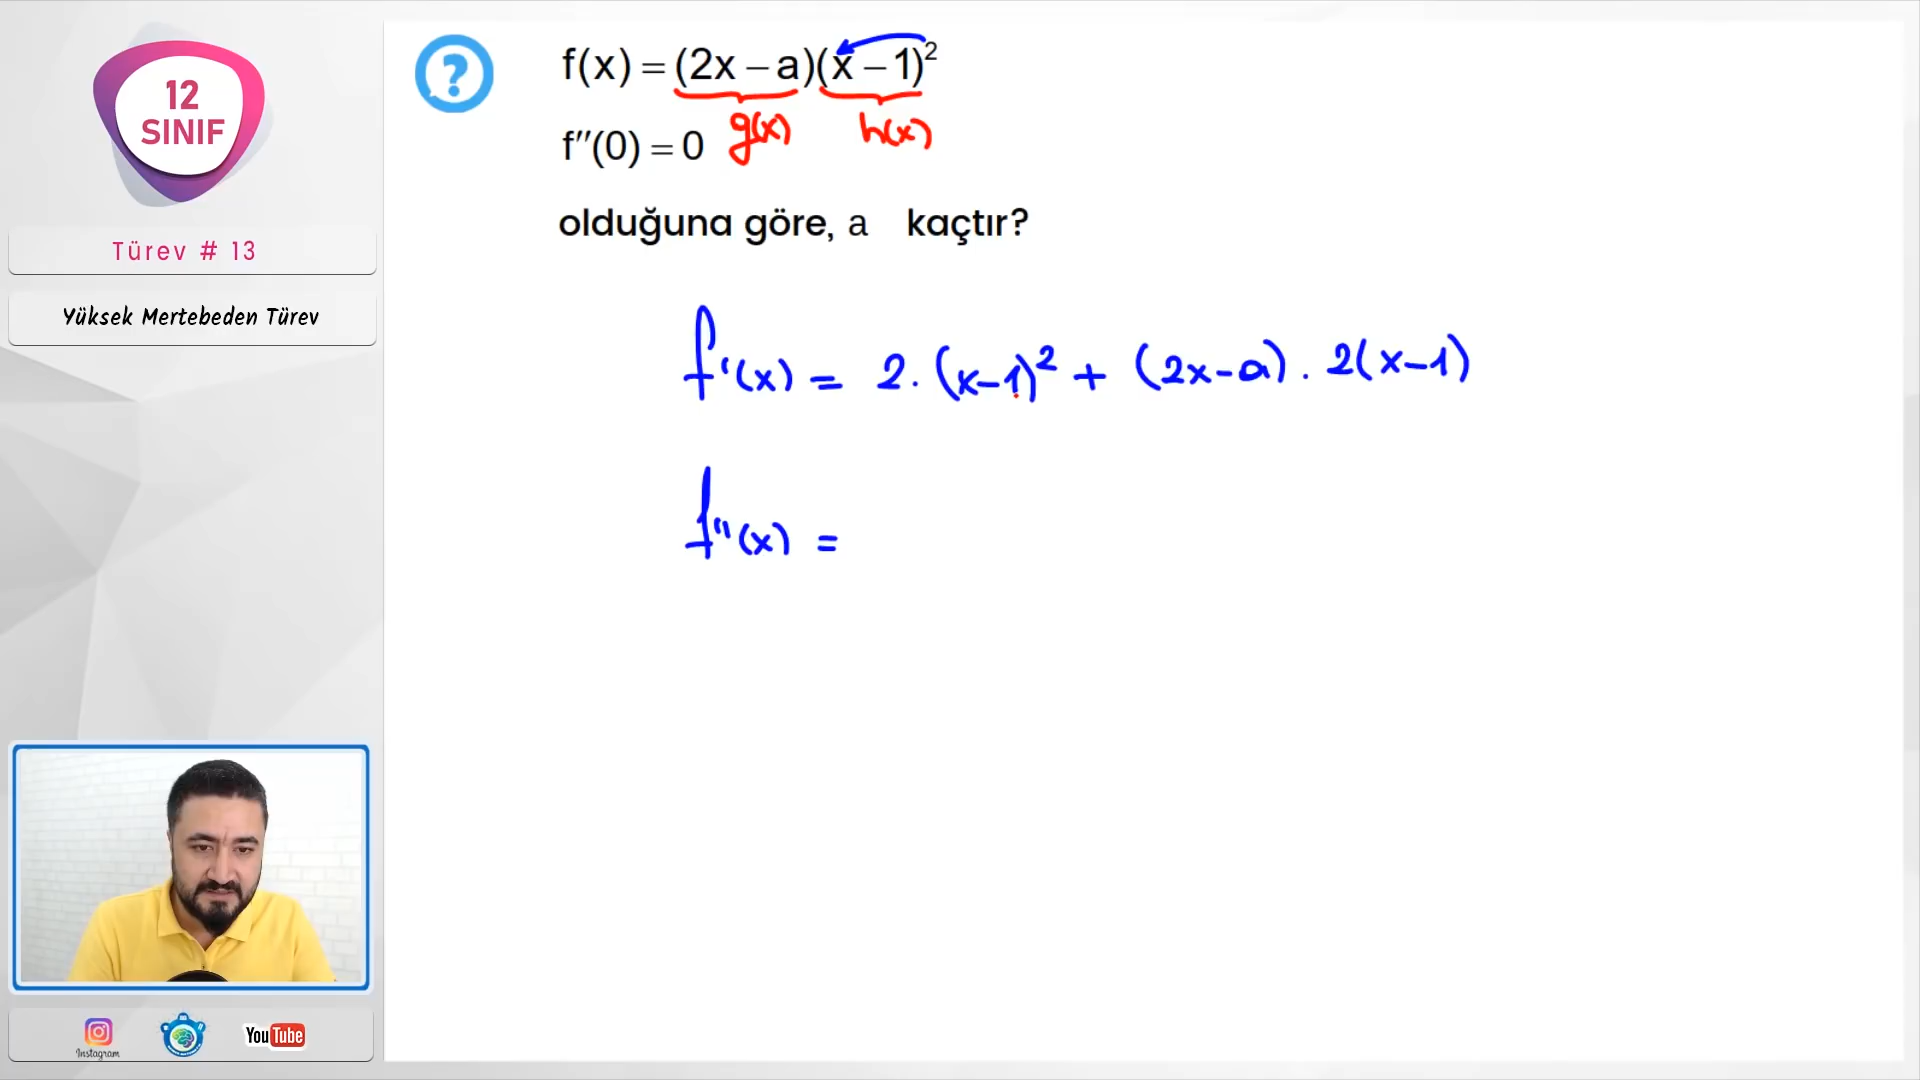 12
SINIF
Türev # 13
Yüksek Mertebeden Türev
f(x) = (2x – a)(x – 1)²
g(x) h(x)
f''(0) = 0
olduğuna göre, a kaçtır?
f'(x) = 2·(x-1)² + (2x-a)·2(x-1)
f''(x) =
Instagram
YouTube